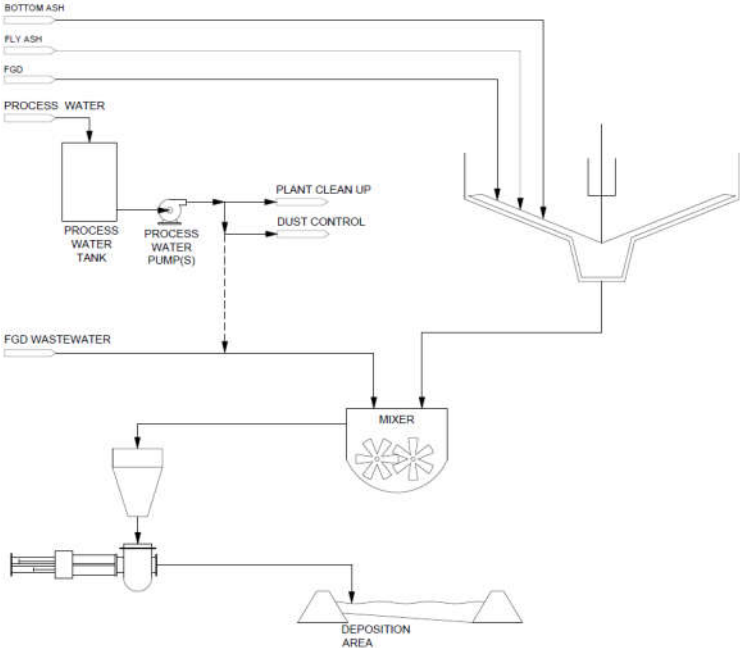 BOTTOM ASH
FLY ASH
FGD
PROCESS WATER
PLANT CLEAN UP
DUST CONTROL
PROCESS
WATER
TANK
PROCESS
WATER
PUMP(S)
FGD WASTEWATER
MIXER
DEPOSITION
AREA